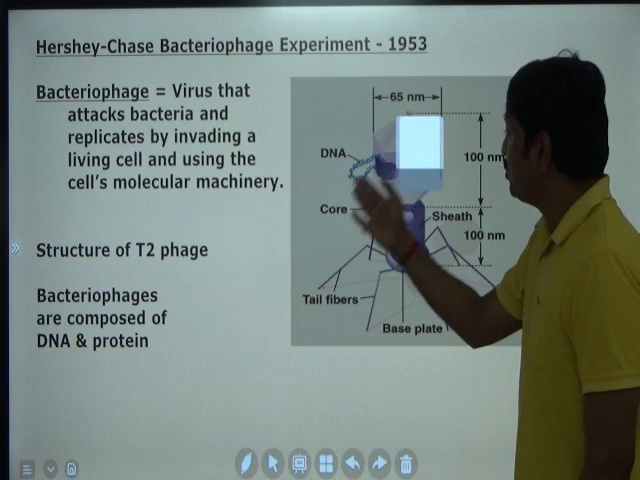 Hershey-Chase Bacteriophage Experiment - 1953
Bacteriophage = Virus that
attacks bacteria and
replicates by invading a
living cell and using the
cell's molecular machinery.
Structure of T2 phage
Bacteriophages
are composed of
DNA & protein
65 nm
DNA
100 nm
Core
Sheath
100 nm
Tail fibers
Base plate